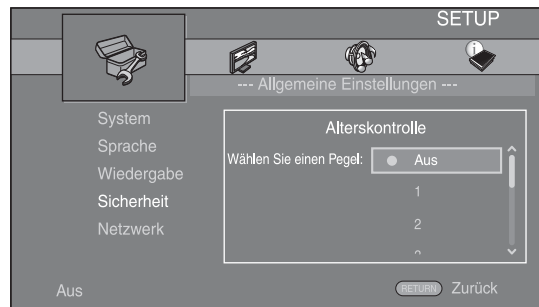 SETUP
--- Allgemeine Einstellungen ---
System
Sprache
Wiedergabe
Sicherheit
Netzwerk
Alterskontrolle
Wählen Sie einen Pegel:
Aus
1
2
Aus
RETURN Zurück